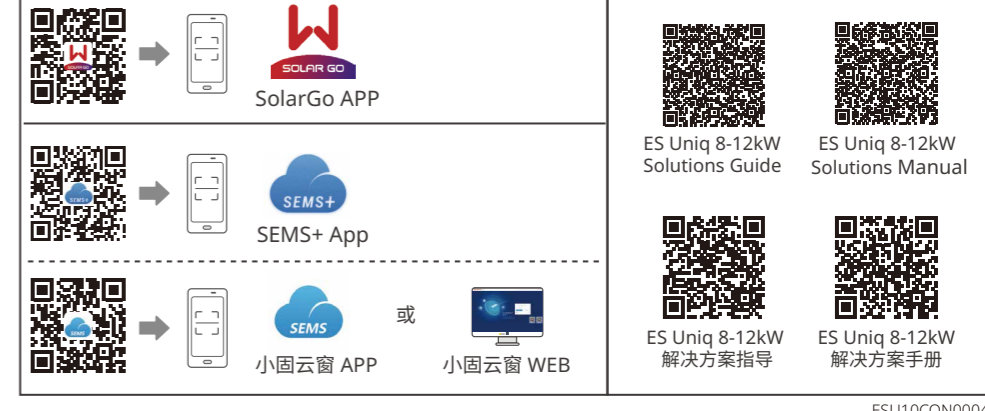 SOLAR GO
SolarGo APP
SEMS+
SEMS+ App
SEMS
或
小固云窗 APP
小固云窗 WEB
ES Uniq 8-12kW
Solutions Guide
ES Uniq 8-12kW
Solutions Manual
ES Uniq 8-12kW
解决方案指导
ES Uniq 8-12kW
解决方案手册